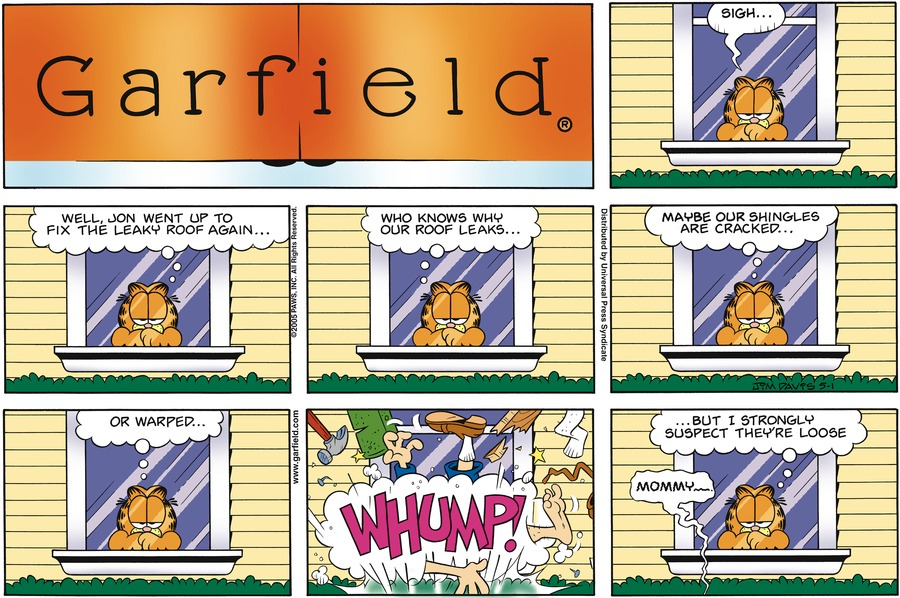 Garfield®
SIGH...
WELL, JON WENT UP TO
FIX THE LEAKY ROOF AGAIN...
©2005 PAWS, INC. All Rights Reserved.
WHO KNOWS WHY
OUR ROOF LEAKS...
Distributed by Universal Press Syndicate
MAYBE OUR SHINGLES
ARE CRACKED...
JIM DAVIS 5-1
OR WARPED...
www.garfield.com
WHUMP!
...BUT I STRONGLY
SUSPECT THEY'RE LOOSE
MOMMY...